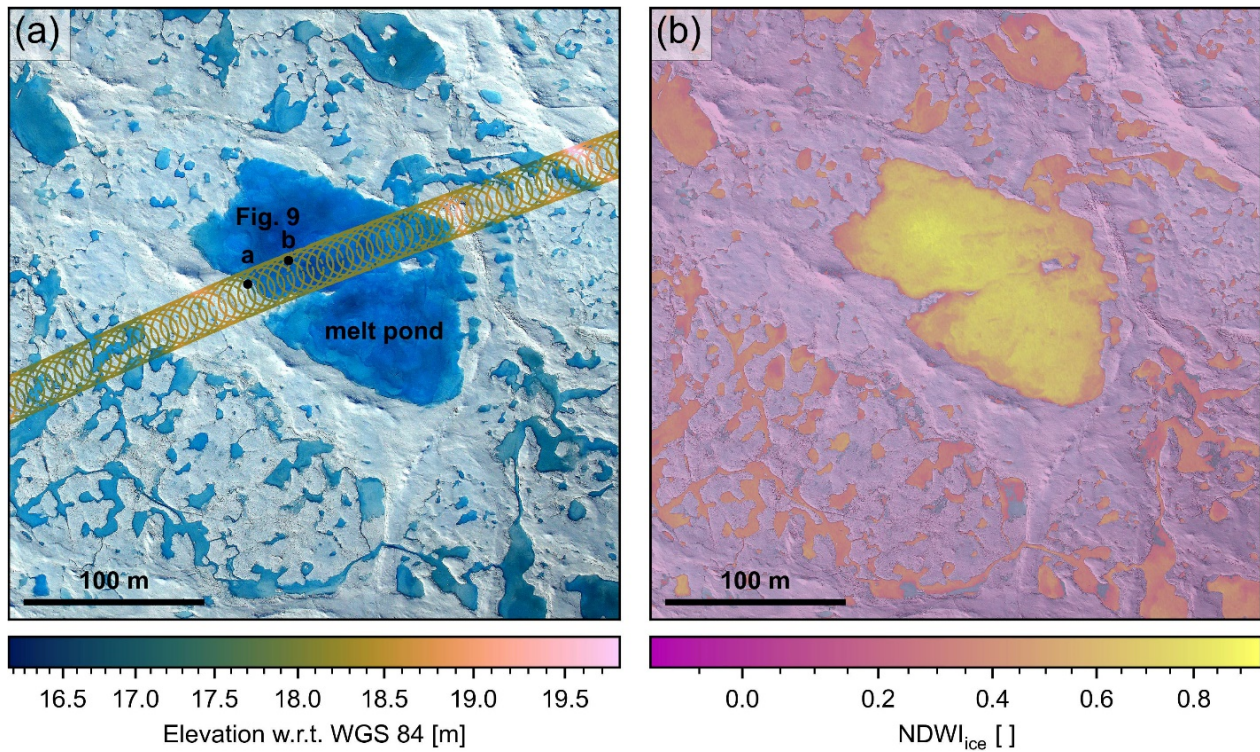 (a)
Fig. 9
b
a
melt pond
100 m
16.5 17.0 17.5 18.0 18.5 19.0 19.5
Elevation w.r.t. WGS 84 [m]
(b)
100 m
0.0 0.2 0.4 0.6 0.8
NDWIice [ ]